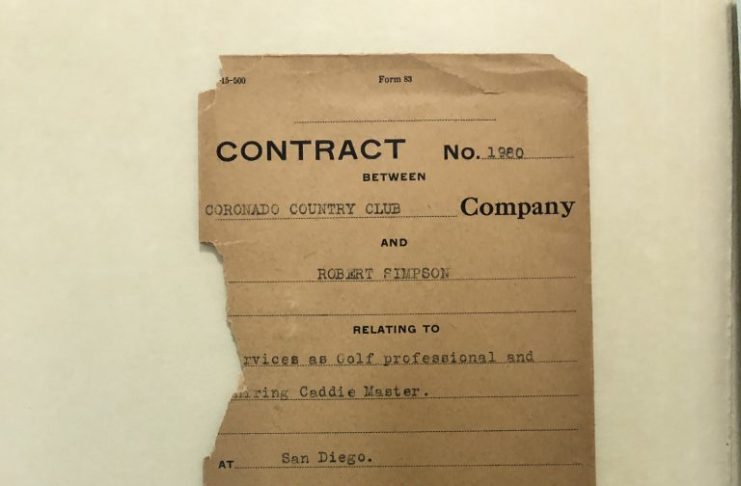 -15-500 Form 83
CONTRACT No. 1980
BETWEEN
CORONADO COUNTRY CLUB Company
AND
ROBERT SIMPSON
RELATING TO
rvices as Golf professional and
Caddie Master.
AT San Diego.